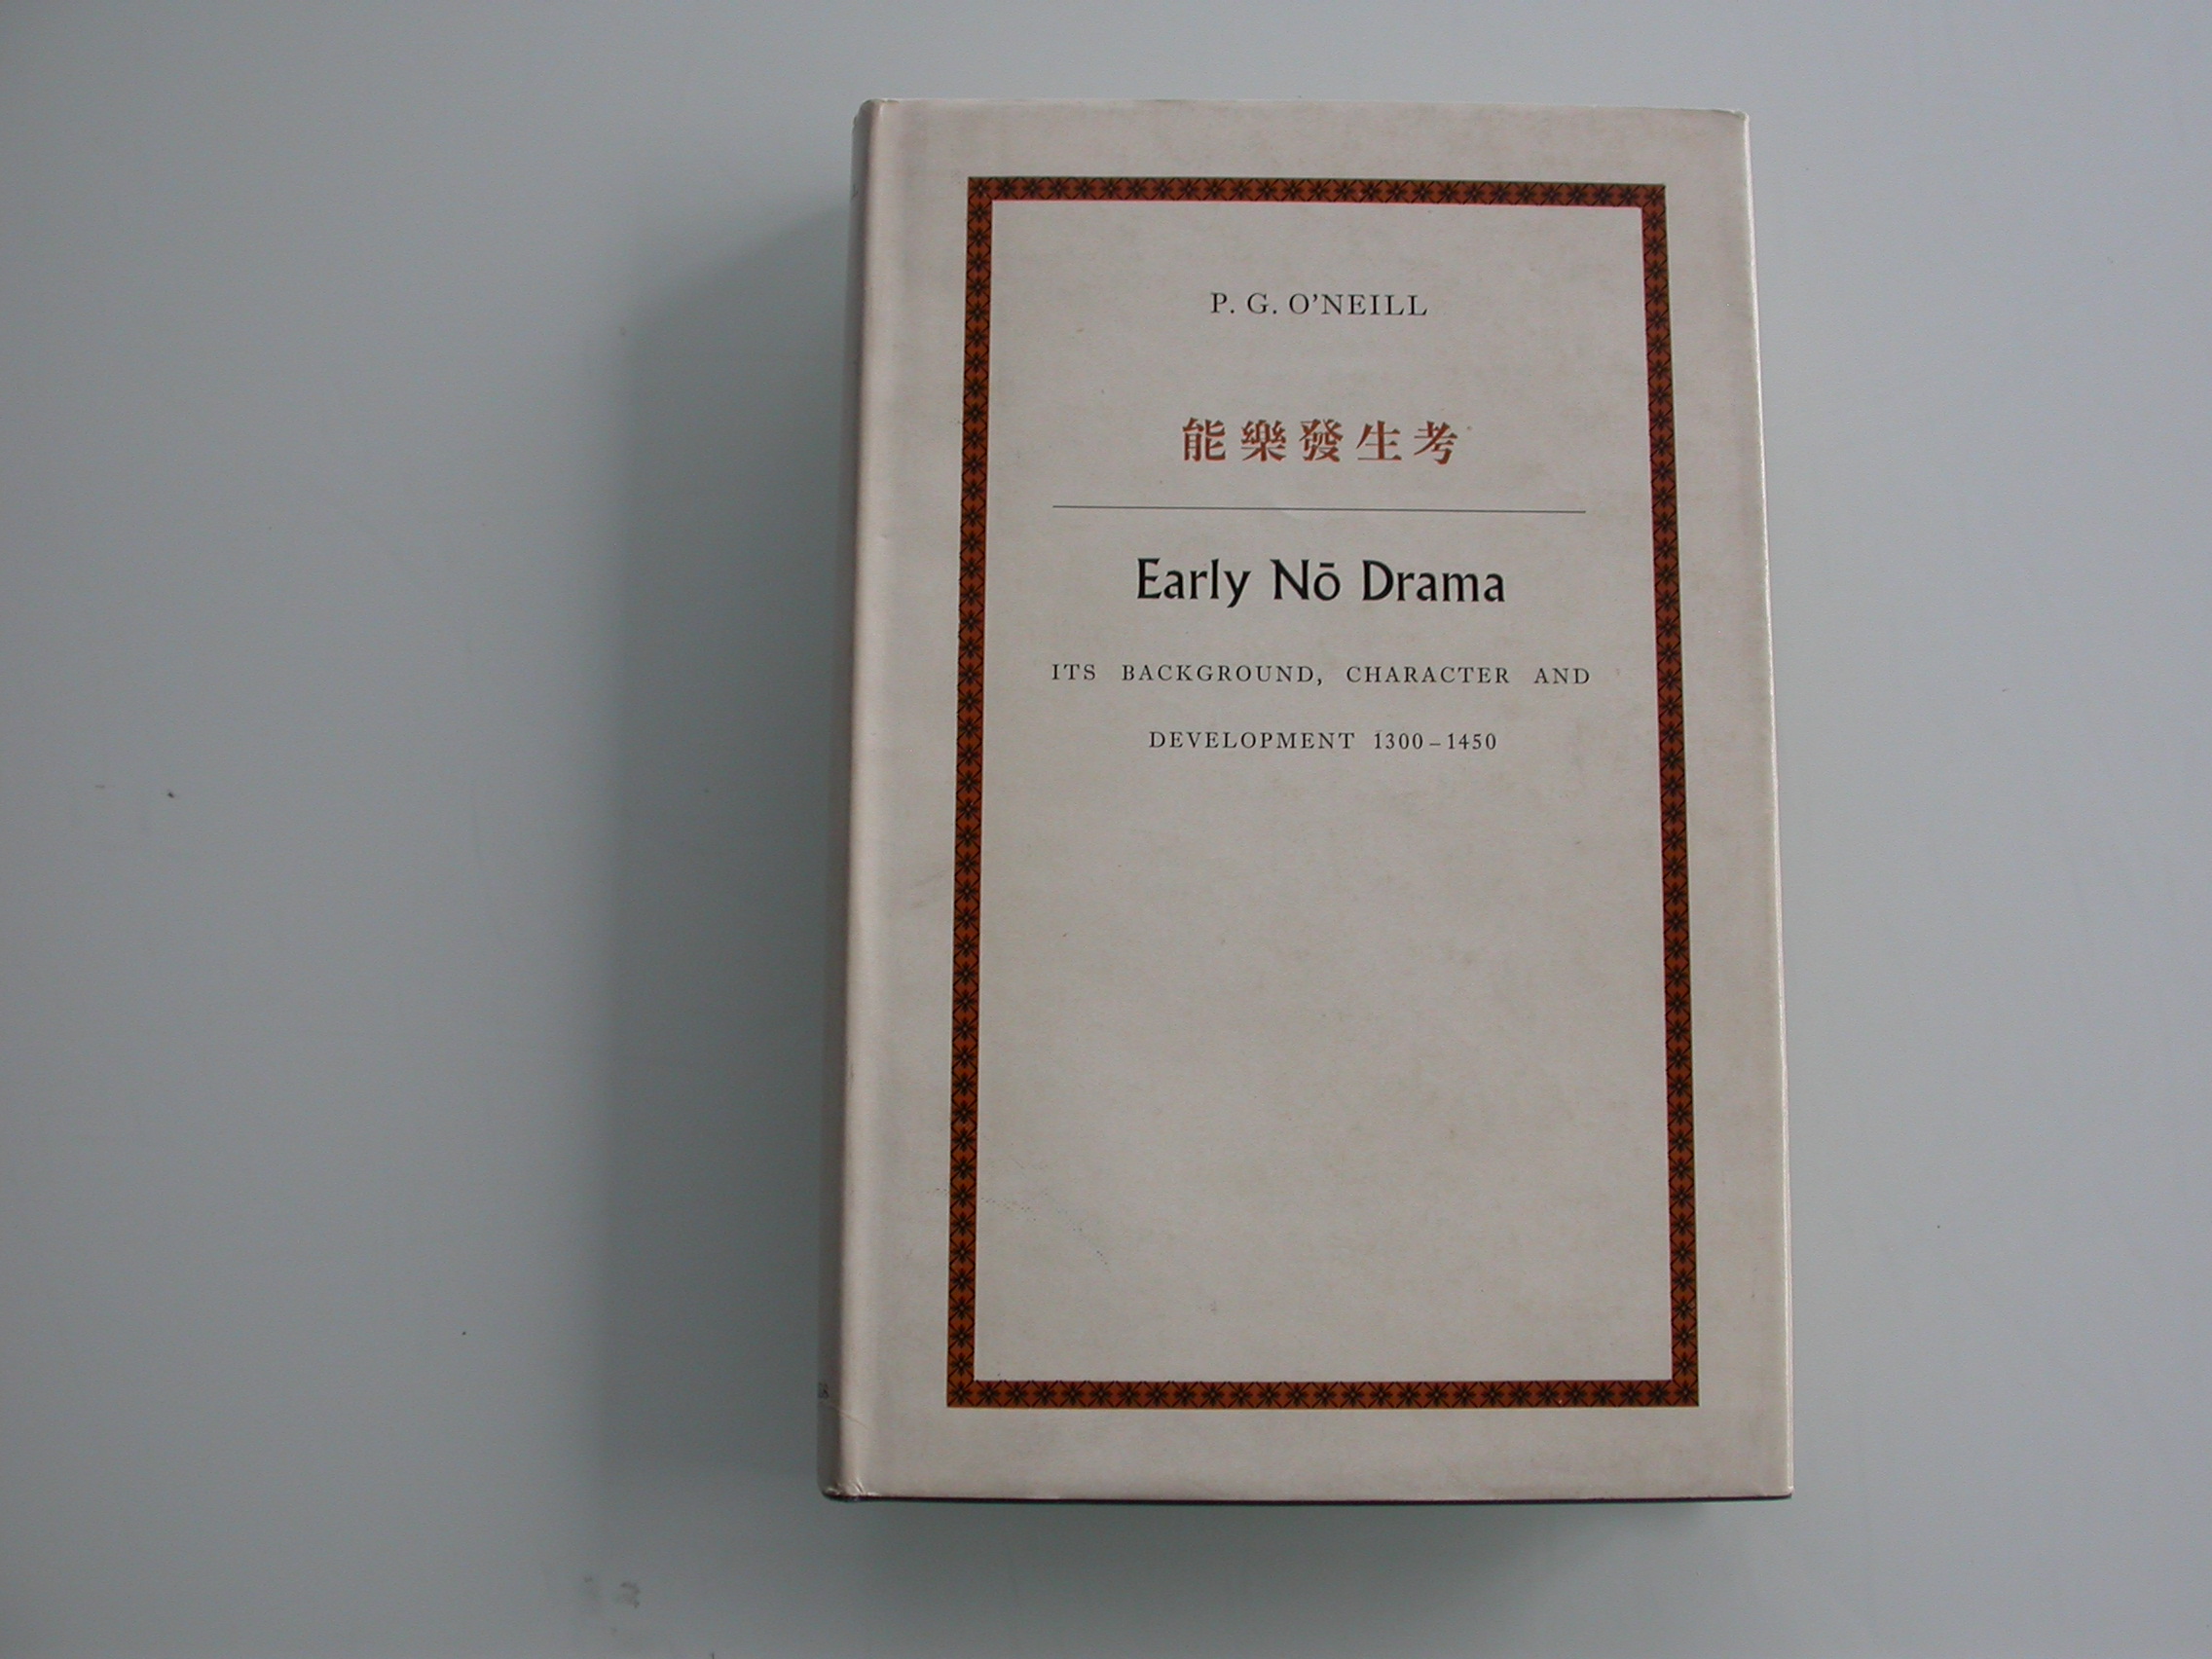 P. G. O'NEILL
能樂發生考
Early Nō Drama
ITS BACKGROUND, CHARACTER AND
DEVELOPMENT 1300–1450